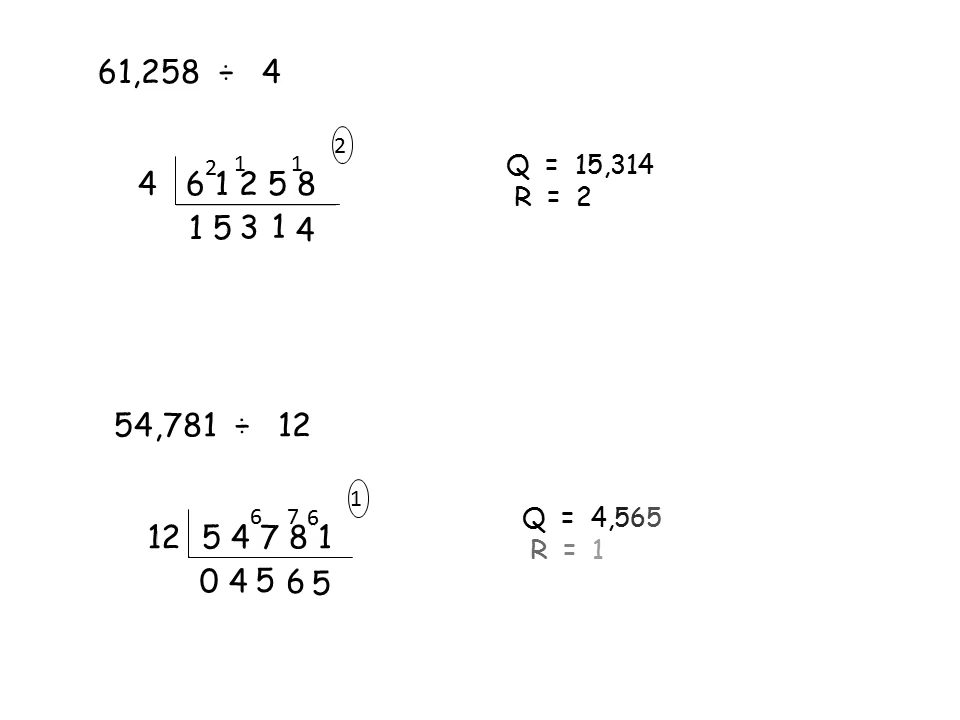 61,258 ÷ 4
2
2 1 1
4 6 1 2 5 8
1 5 3 1 4
Q = 15,314
R = 2
54,781 ÷ 12
1
6 7 6
12 5 4 7 8 1
0 4 5 6 5
Q = 4,565
R = 1